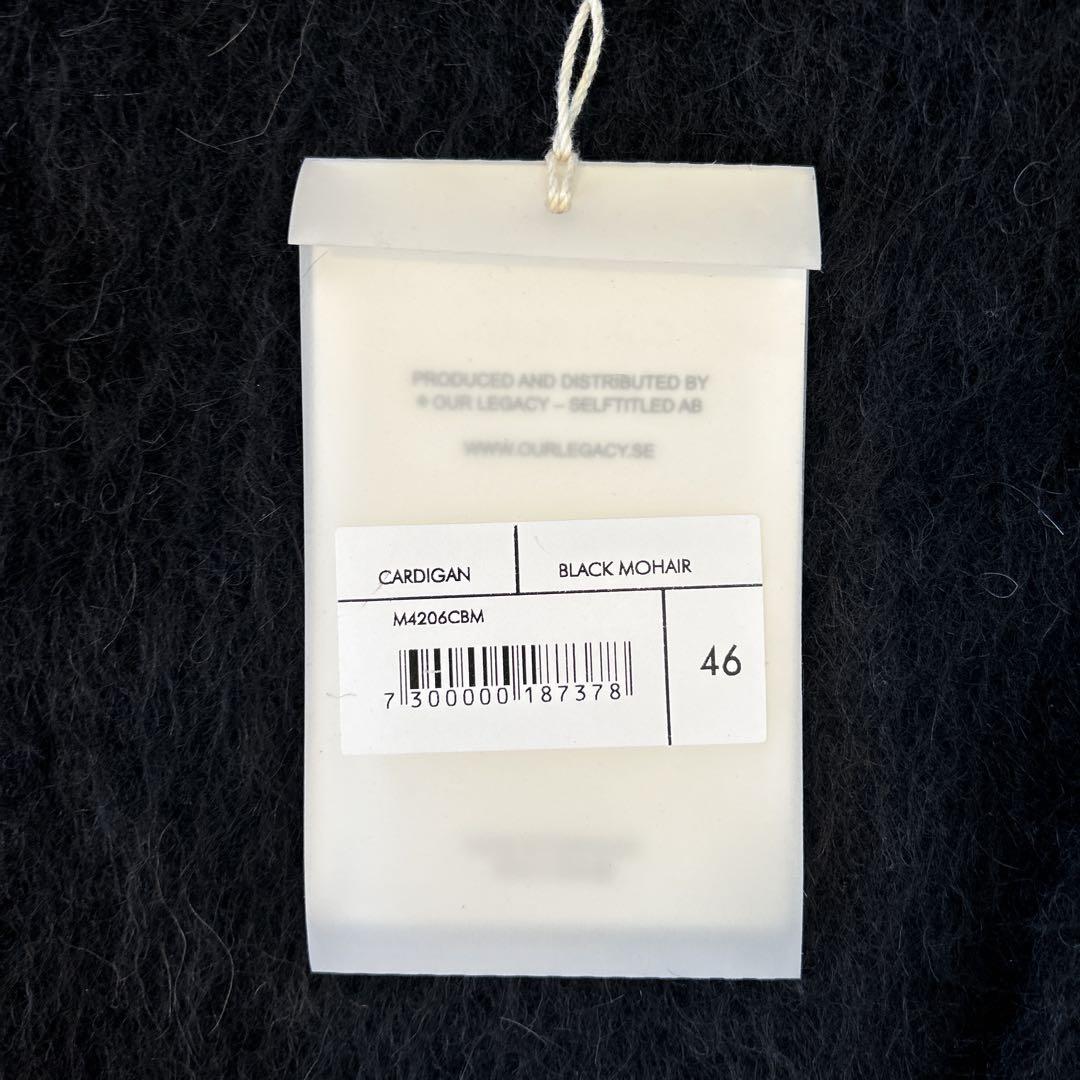 PRODUCED AND DISTRIBUTED BY
® OUR LEGACY – SELFTITLED AB
WWW.OURLEGACY.SE
CARDIGAN
BLACK MOHAIR
M4206CBM
46
7 300000 187378